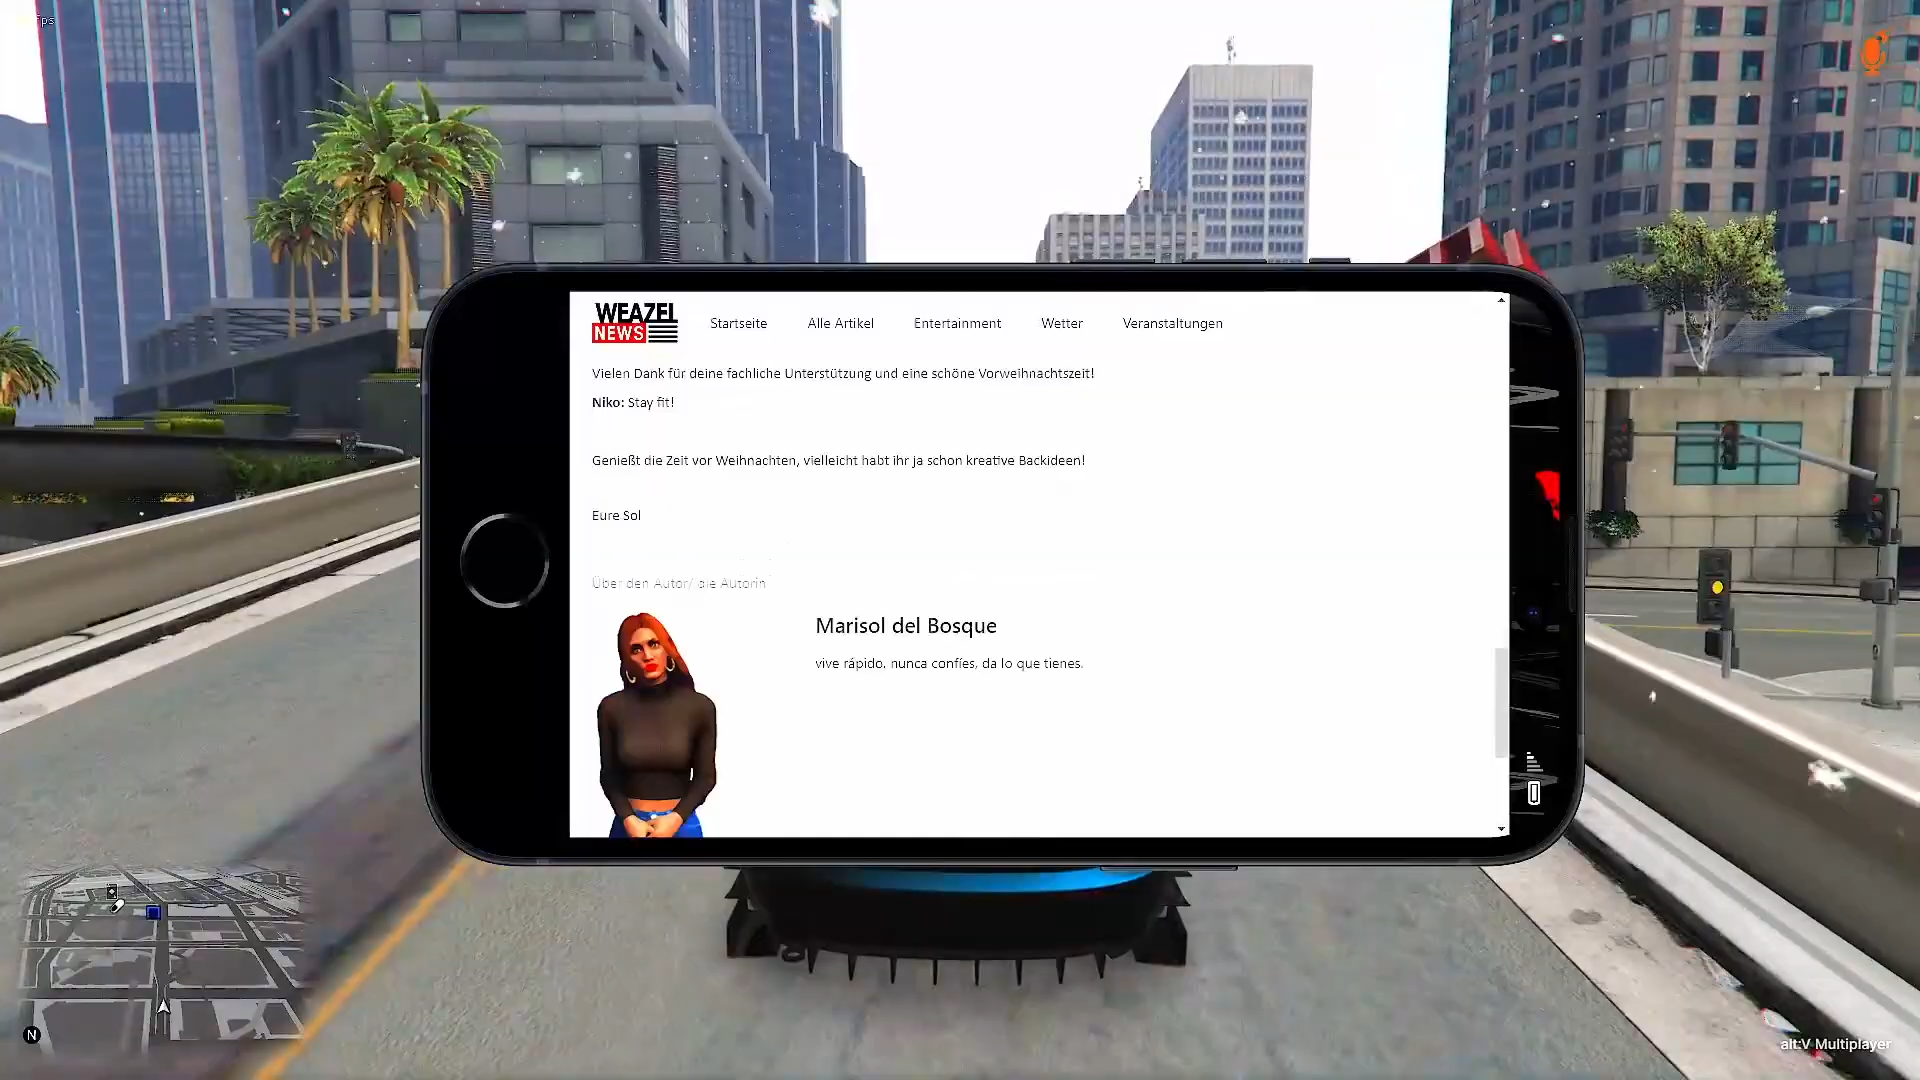 fps
WEAZEL
NEWS
Startseite
Alle Artikel
Entertainment
Wetter
Veranstaltungen
Vielen Dank für deine fachliche Unterstützung und eine schöne Vorweihnachtszeit!
Niko: Stay fit!
Genießt die Zeit vor Weihnachten, vielleicht habt ihr ja schon kreative Backideen!
Eure Sol
Über den Autor/ die Autorin
Marisol del Bosque
vive rápido. nunca confíes, da lo que tienes.
N
alt:V Multiplayer